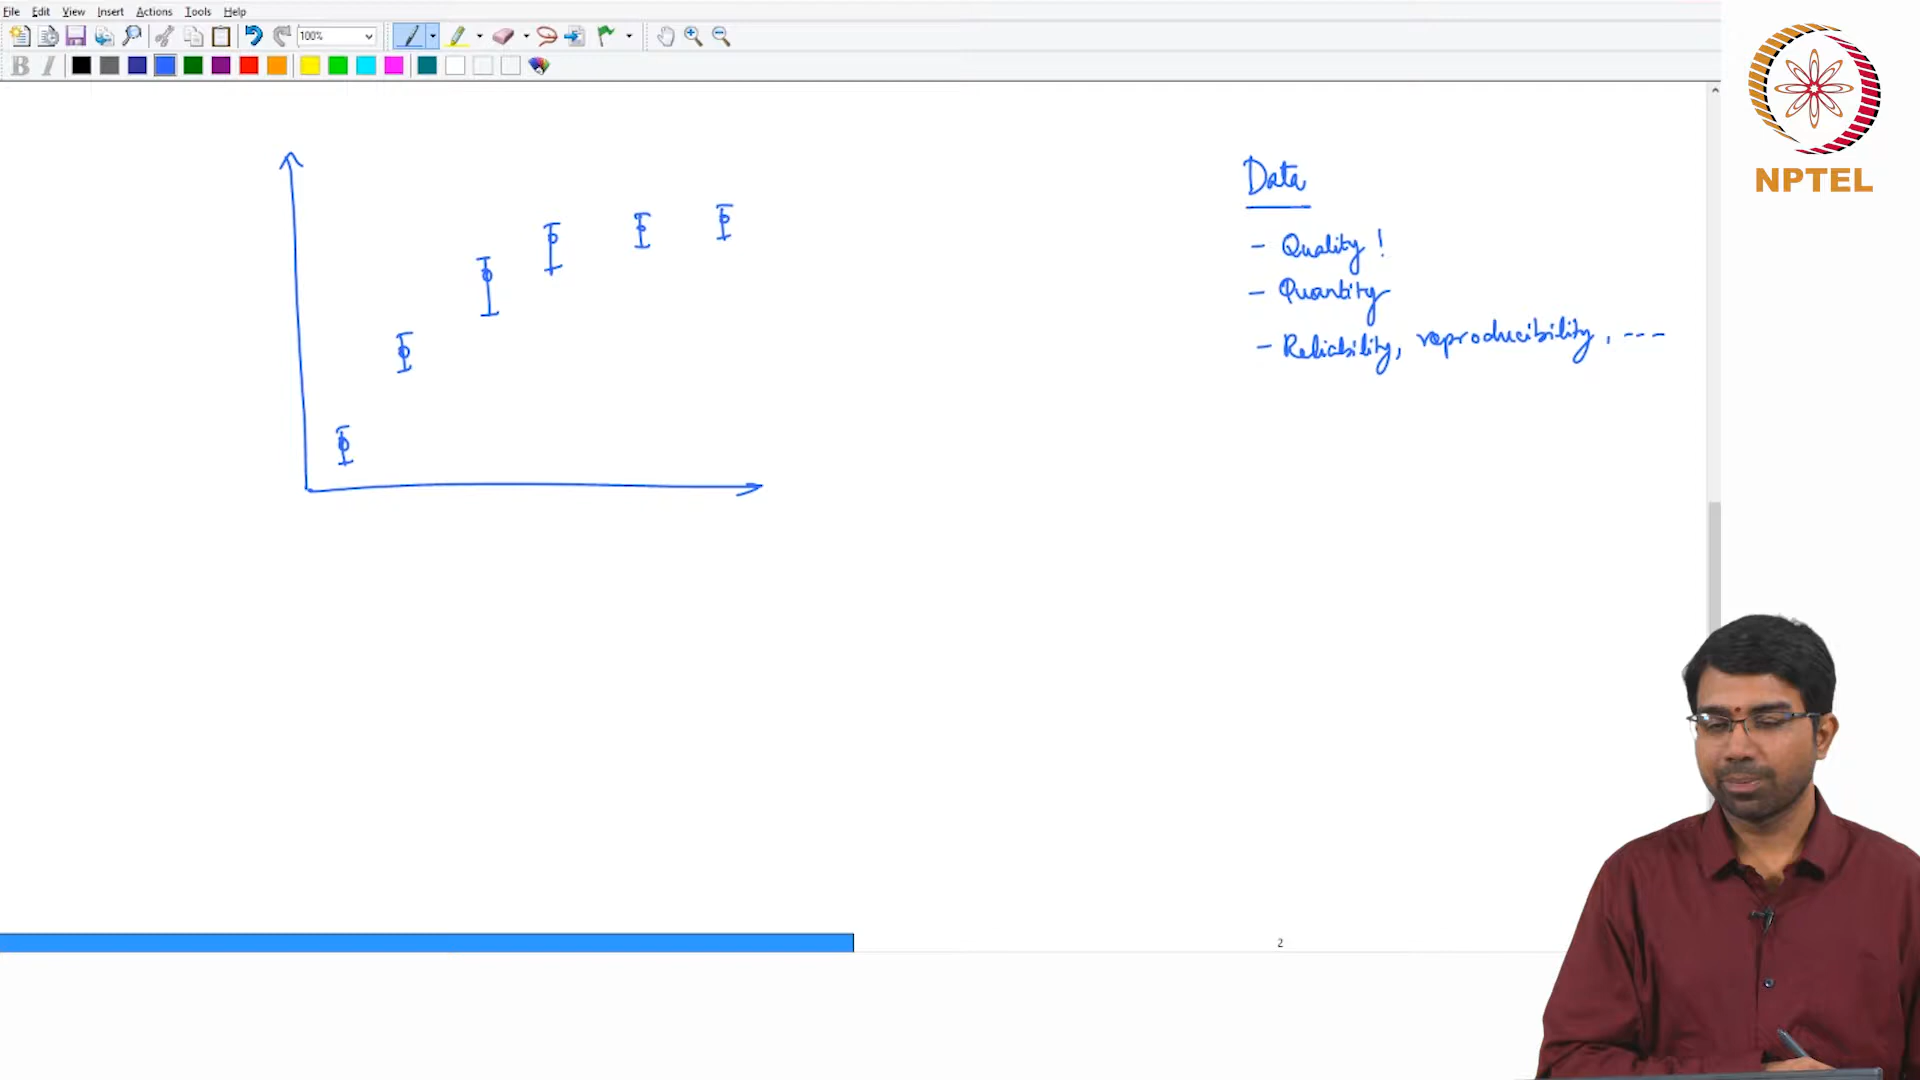 File Edit View Insert Actions Tools Help
100%
B I
NPTEL
Data
- Quality !
- Quantity
- Reliability, reproducibility, ---
2